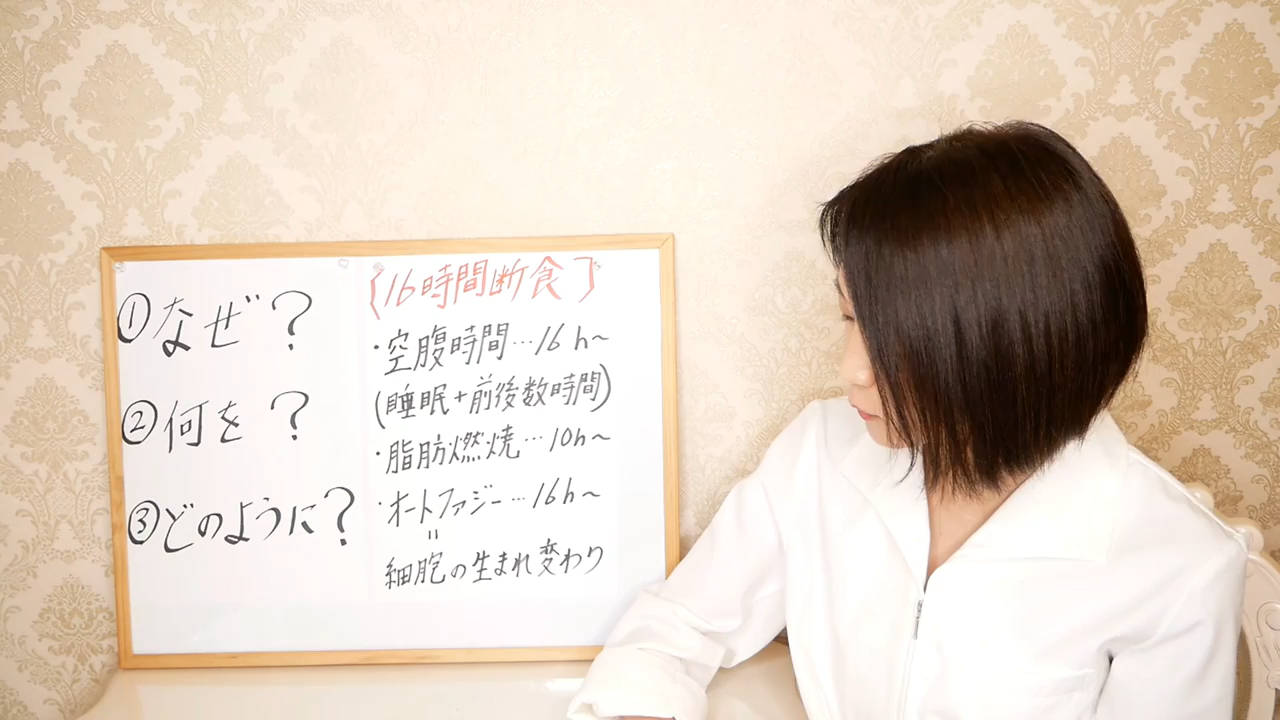 ①なぜ?
②何を?
③どのように?
{16時間断食}
・空腹時間…16h~
(睡眠+前後数時間)
・脂肪燃焼…10h~
・オートファジー…16h~
=
細胞の生まれ変わり